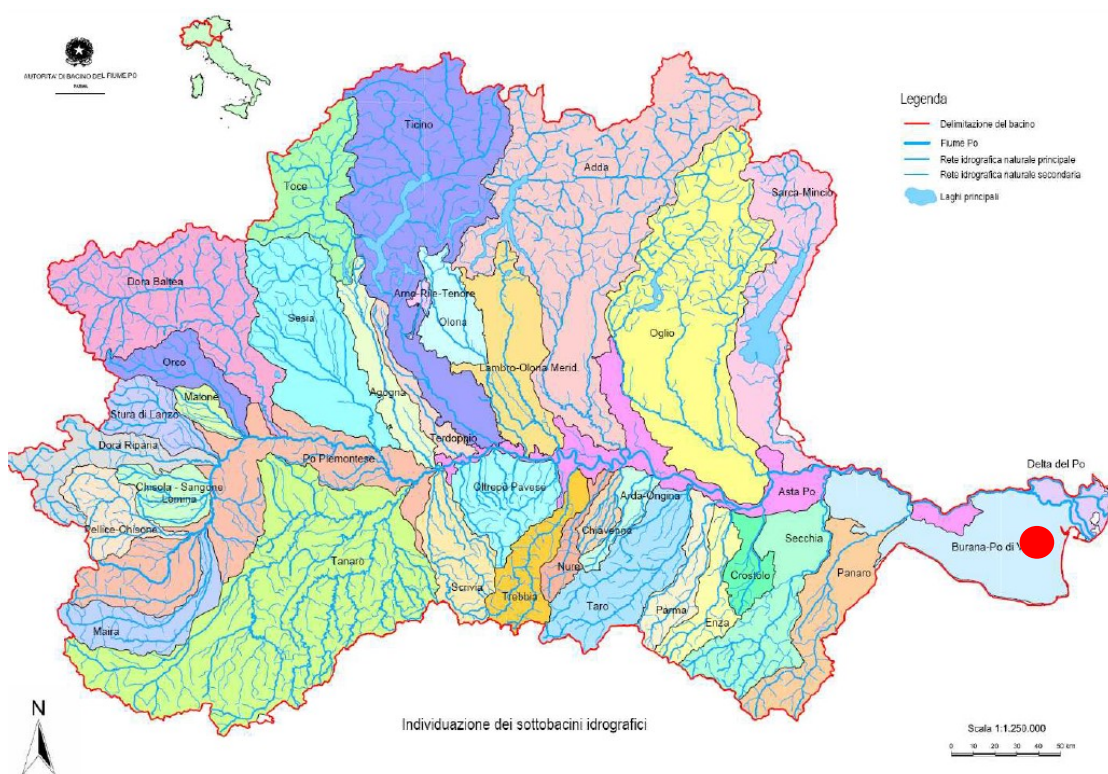 AUTORITA' DI BACINO DEL FIUME PO
PARMA
Legenda
Delimitazione del bacino
Fiume Po
Rete idrografica naturale principale
Rete idrografica naturale secondaria
Laghi principali
Ticino
Toce
Adda
Sarca-Mincio
Dora Baltea
Arno-Rile-Tenore
Sesia
Olona
Oglio
Orco
Lambro-Olona Merid.
Malone
Agogna
Stura di Lanzo
Terdoppio
Dora Riparia
Po Piemontese
Delta del Po
Chisola - Sangone
Lemina
Oltrepò Pavese
Arda-Ongina
Asta Po
Pellice-Chisone
Chiavenna
Secchia
Burana-Po di V
Tanaro
Nure
Crostolo
Panaro
Scrivia
Trebbia
Taro
Parma
Enza
Maira
N
Individuazione dei sottobacini idrografici
Scala 1:1.250.000
0 10 20 30 40 50 km